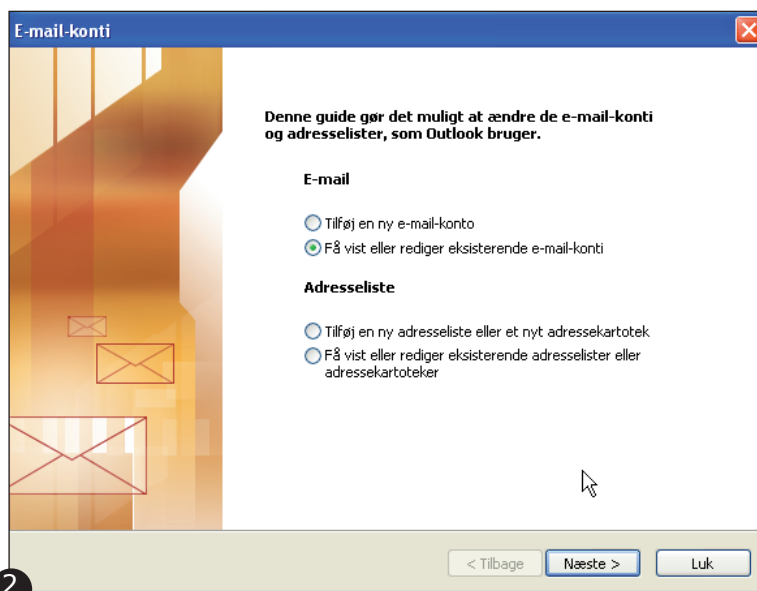 E-mail-konti
Denne guide gør det muligt at ændre de e-mail-konti
og adresselister, som Outlook bruger.
E-mail
Tilføj en ny e-mail-konto
Få vist eller rediger eksisterende e-mail-konti
Adresseliste
Tilføj en ny adresseliste eller et nyt adressekartotek
Få vist eller rediger eksisterende adresselister eller
adressekartoteker
< Tilbage Næste > Luk
2